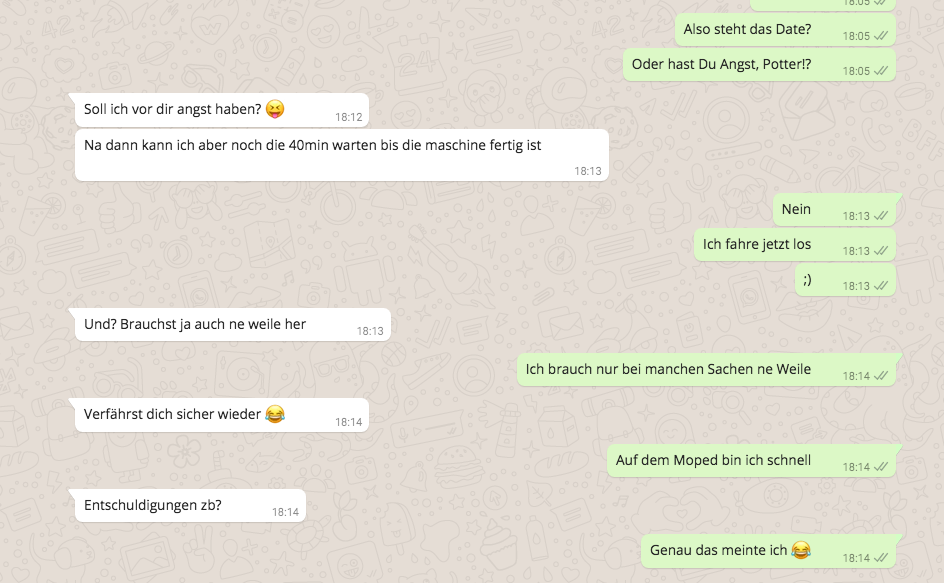 18:05
Also steht das Date? 18:05
Oder hast Du Angst, Potter!? 18:05
Soll ich vor dir angst haben? 😝 18:12
Na dann kann ich aber noch die 40min warten bis die maschine fertig ist
18:13
Nein 18:13
Ich fahre jetzt los 18:13
;) 18:13
Und? Brauchst ja auch ne weile her 18:13
Ich brauch nur bei manchen Sachen ne Weile 18:14
Verfährst dich sicher wieder 😂 18:14
Auf dem Moped bin ich schnell 18:14
Entschuldigungen zb? 18:14
Genau das meinte ich 😂 18:14